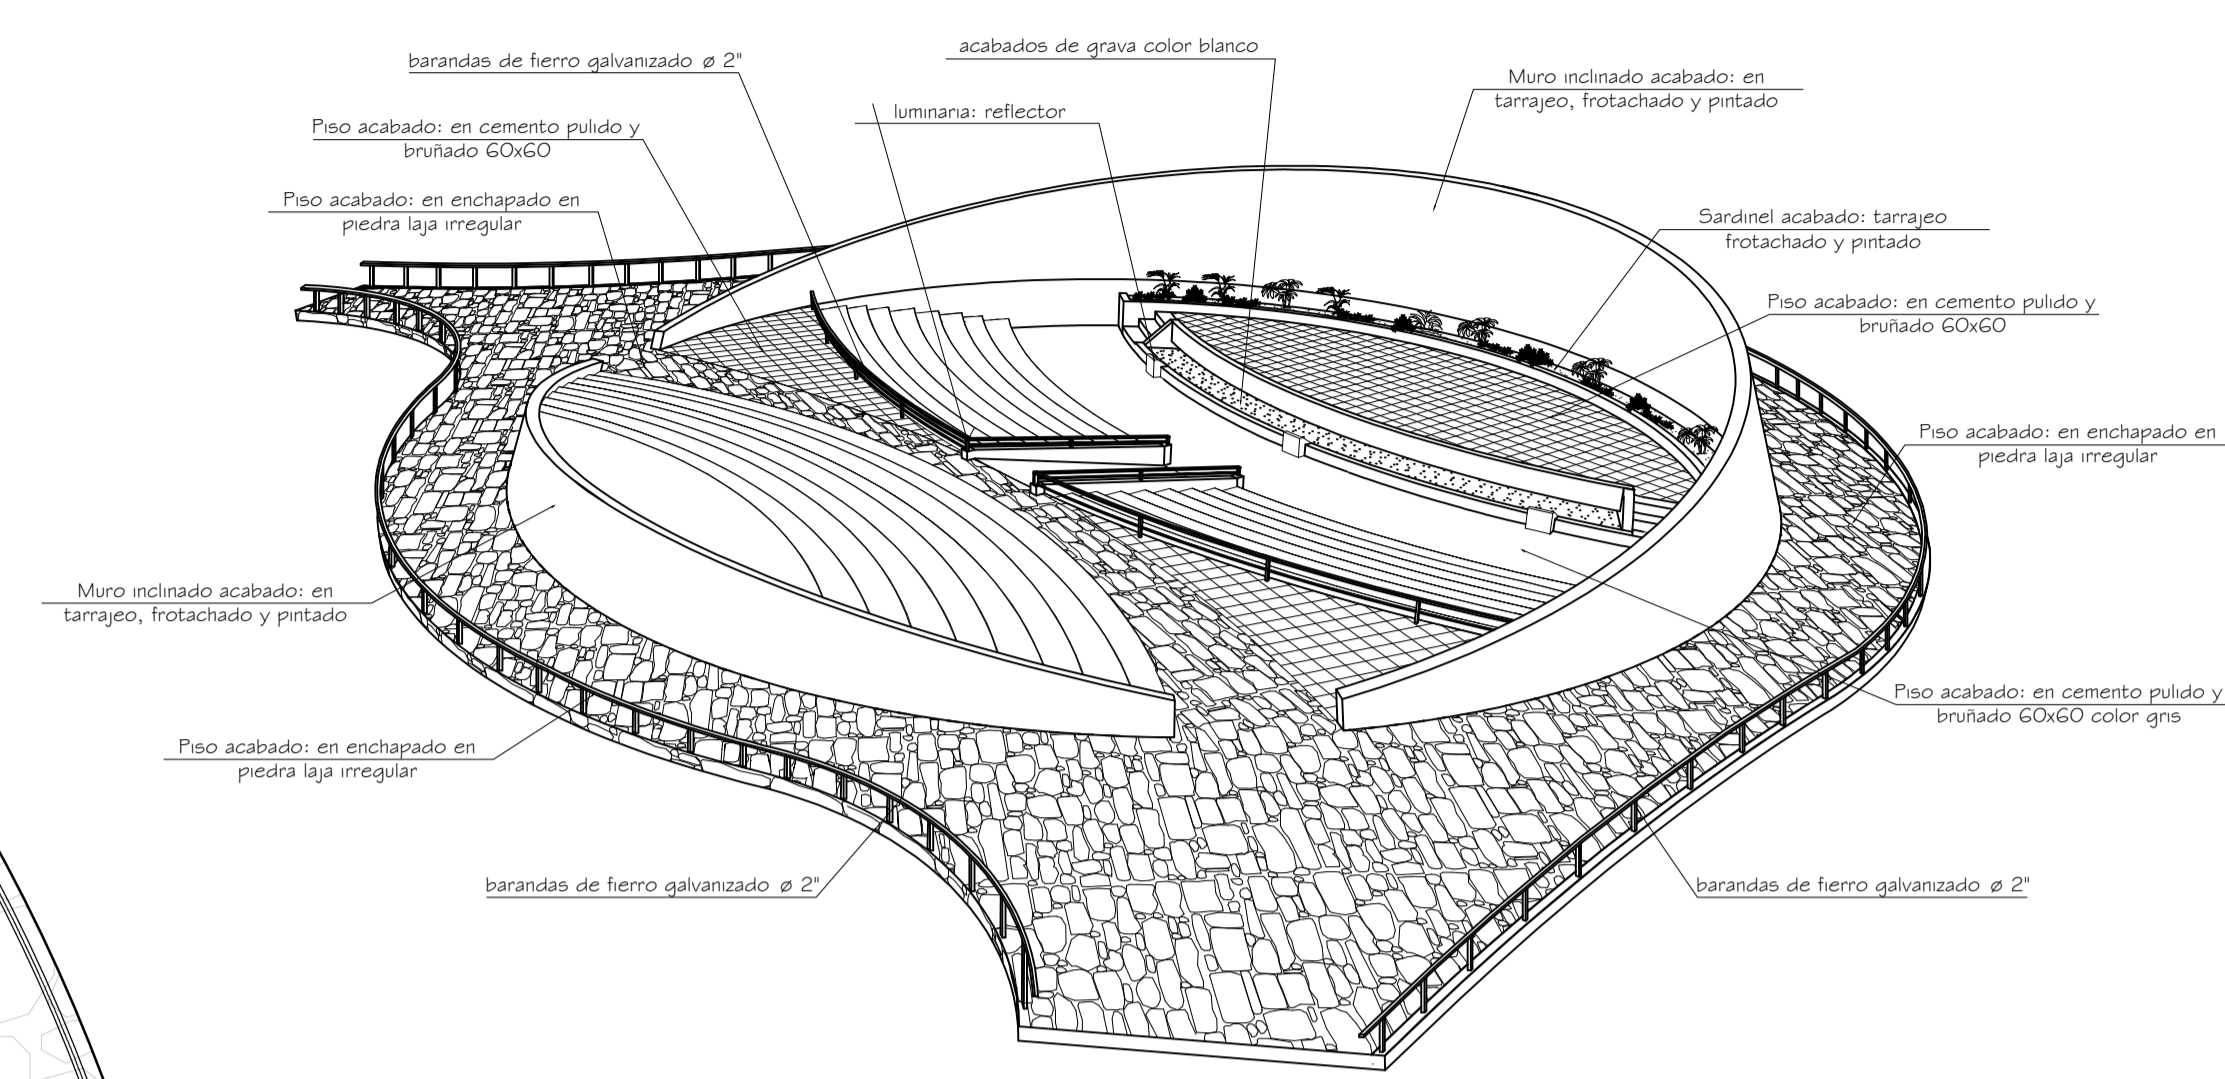 acabados de grava color blanco
barandas de fierro galvanizado ø 2"
Muro inclinado acabado: en
tarrajeo, frotachado y pintado
luminaria: reflector
Piso acabado: en cemento pulido y
bruñado 60x60
Piso acabado: en enchapado en
piedra laja irregular
Sardinel acabado: tarrajeo
frotachado y pintado
Piso acabado: en cemento pulido y
bruñado 60x60
Piso acabado: en enchapado en
piedra laja irregular
Muro inclinado acabado: en
tarrajeo, frotachado y pintado
Piso acabado: en cemento pulido y
bruñado 60x60 color gris
Piso acabado: en enchapado en
piedra laja irregular
barandas de fierro galvanizado ø 2"
barandas de fierro galvanizado ø 2"